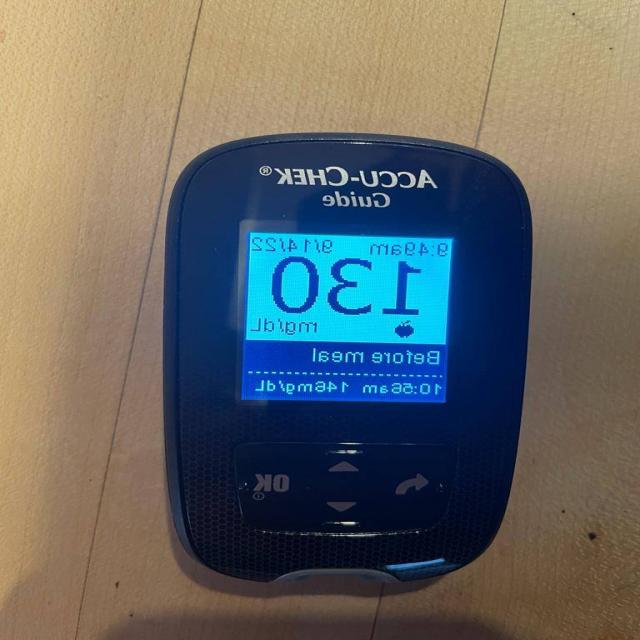 ACCU-CHEK®
Guide
9:49am 9/14/22
130
mg/dL
Before meal
10:56am 146mg/dL
OK